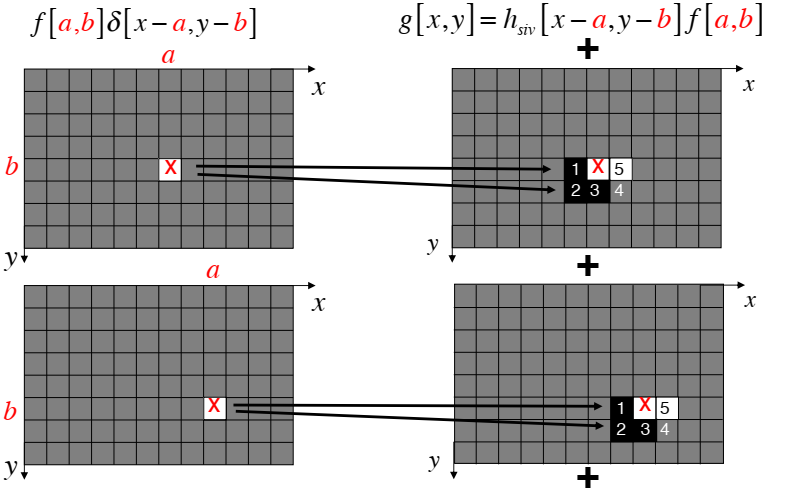 f[a,b]δ[x−a,y−b]
g[x,y]=h_siv[x−a,y−b]f[a,b]
+
a
x
x
b
X
1 X 5
2 3 4
y
y
+
a
x
x
b
X
1 X 5
2 3 4
y
y
+